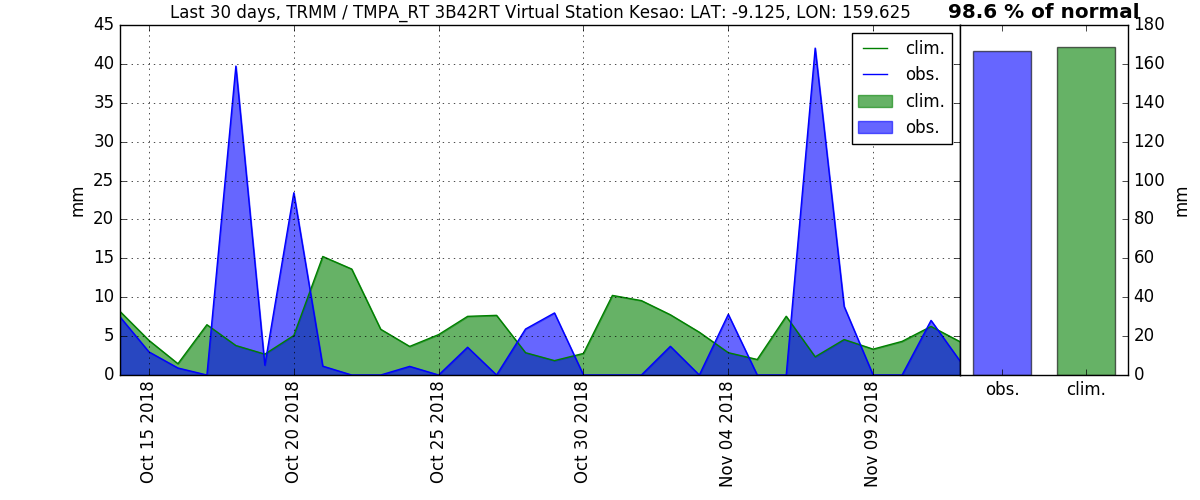 Last 30 days, TRMM / TMPA_RT 3B42RT Virtual Station Kesao: LAT: -9.125, LON: 159.625
98.6 % of normal
45
40
35
30
25
20
15
10
5
0
mm
clim.
obs.
clim.
obs.
180
160
140
120
100
80
60
40
20
0
mm
Oct 15 2018
Oct 20 2018
Oct 25 2018
Oct 30 2018
Nov 04 2018
Nov 09 2018
obs.
clim.